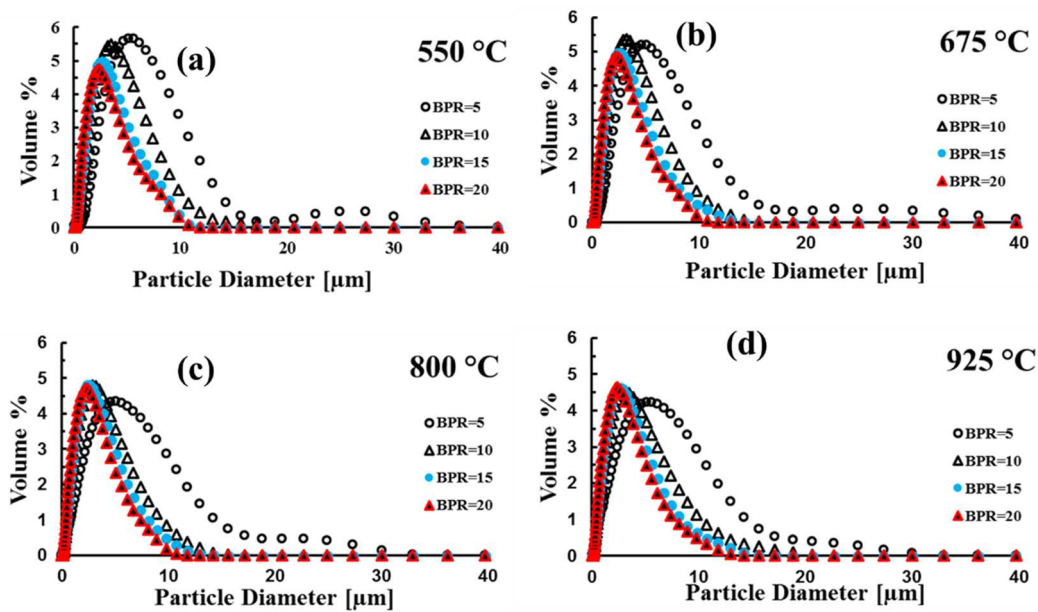 (a)
550 °C
Volume %
6
5
4
3
2
1
0
BPR=5
BPR=10
BPR=15
BPR=20
0 10 20 30 40
Particle Diameter [µm]
(b)
675 °C
Volume %
6
5
4
3
2
1
0
BPR=5
BPR=10
BPR=15
BPR=20
0 10 20 30 40
Particle Diameter [µm]
(c)
800 °C
Volume %
6
5
4
3
2
1
0
BPR=5
BPR=10
BPR=15
BPR=20
0 10 20 30 40
Particle Diameter [µm]
(d)
925 °C
Volume %
6
5
4
3
2
1
0
BPR=5
BPR=10
BPR=15
BPR=20
0 10 20 30 40
Particle Diameter [µm]